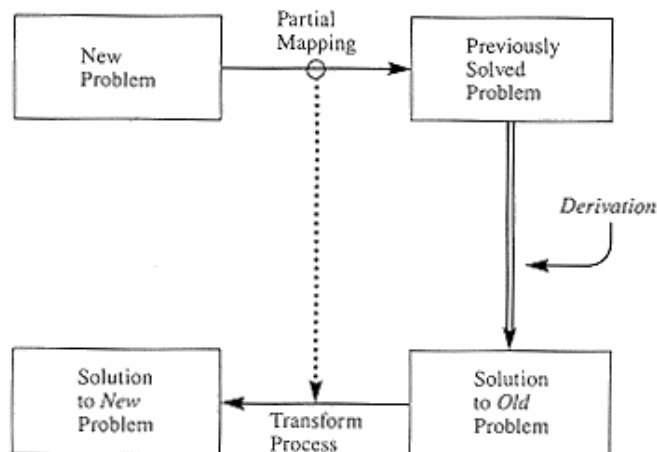 Partial
Mapping
New
Problem
Previously
Solved
Problem
Derivation
Solution
to New
Problem
Transform
Process
Solution
to Old
Problem